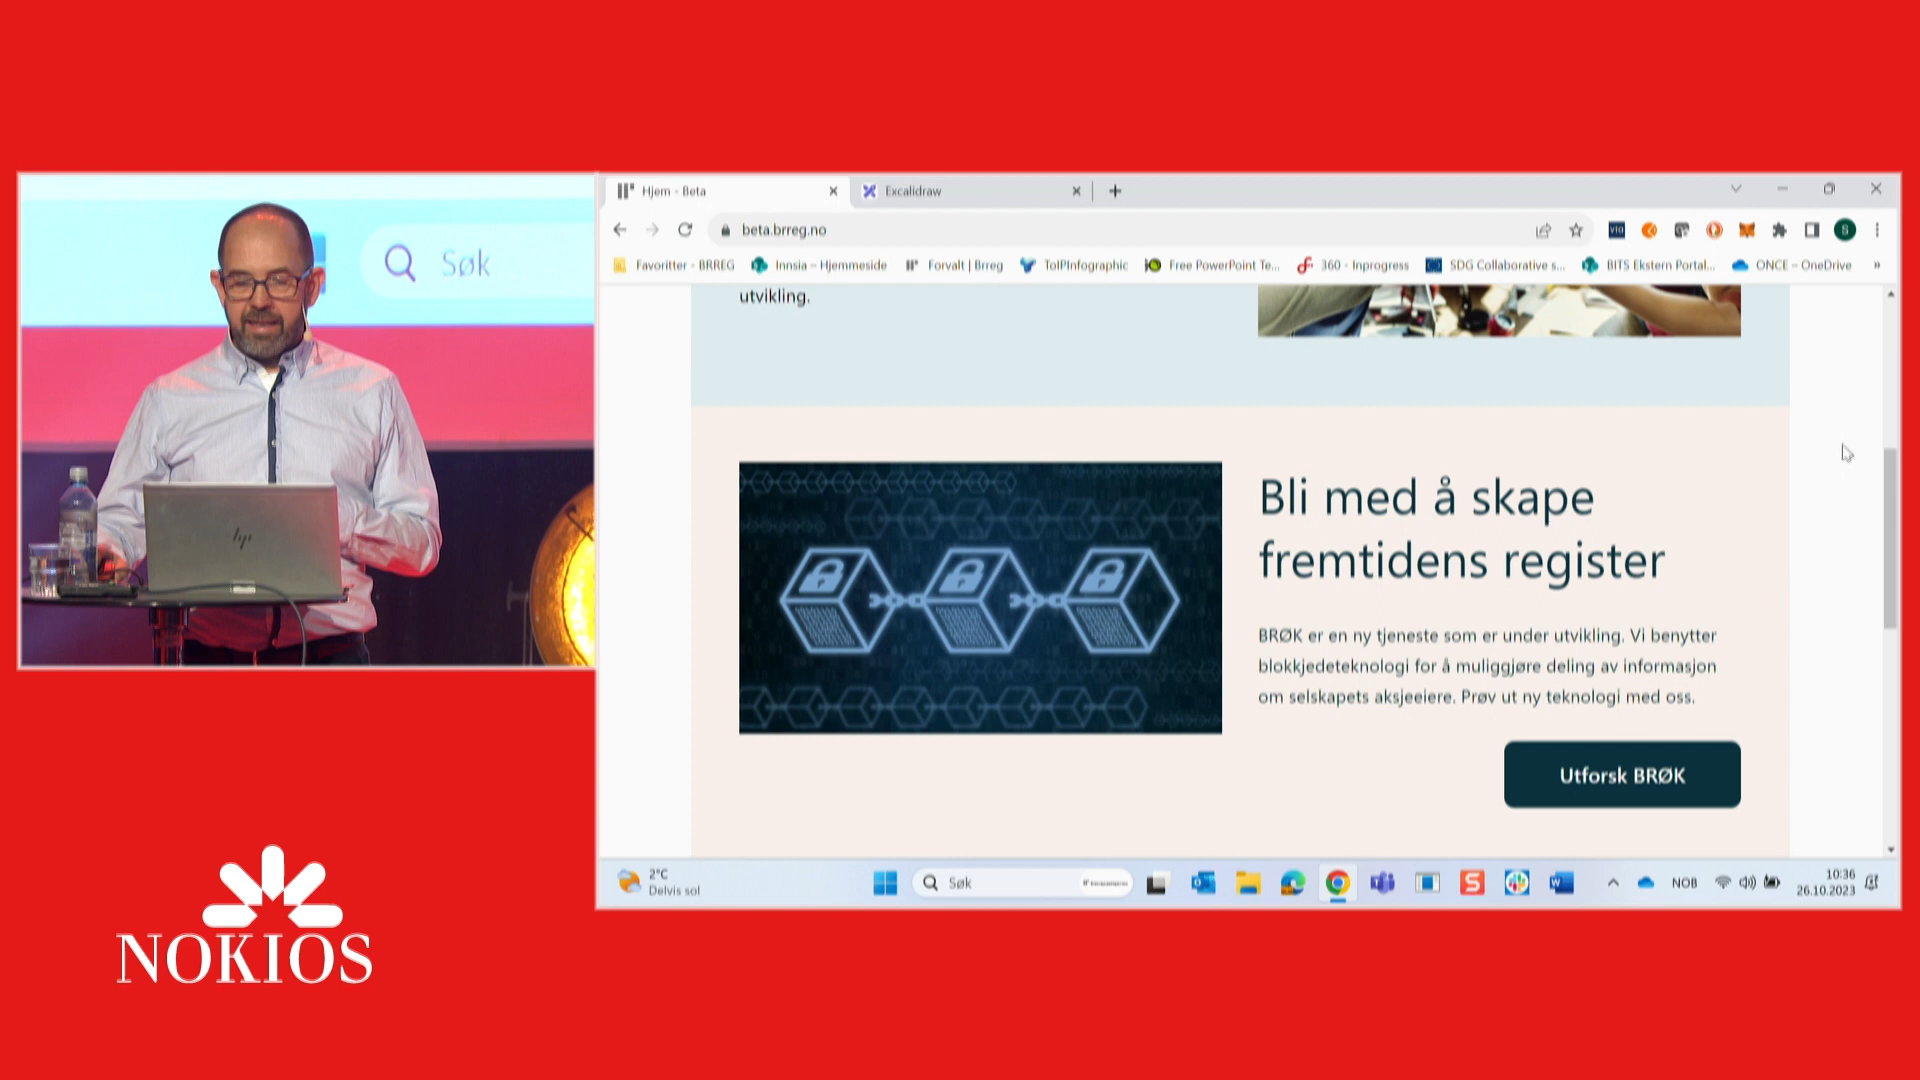 Søk
hp
NOKIOS
Hjem - Beta
Excalidraw
beta.brreg.no
Favoritter - BRREG
Innsia – Hjemmeside
Forvalt | Brreg
ToIPInfographic
Free PowerPoint Te...
360 - Inprogress
SDG Collaborative s...
BITS Ekstern Portal...
ONCE – OneDrive
»
utvikling.
Bli med å skape
fremtidens register
BRØK er en ny tjeneste som er under utvikling. Vi benytter
blokkjedeteknologi for å muliggjøre deling av informasjon
om selskapets aksjeeiere. Prøv ut ny teknologi med oss.
Utforsk BRØK
2°C
Delvis sol
Søk
NOB
10:36
26.10.2023